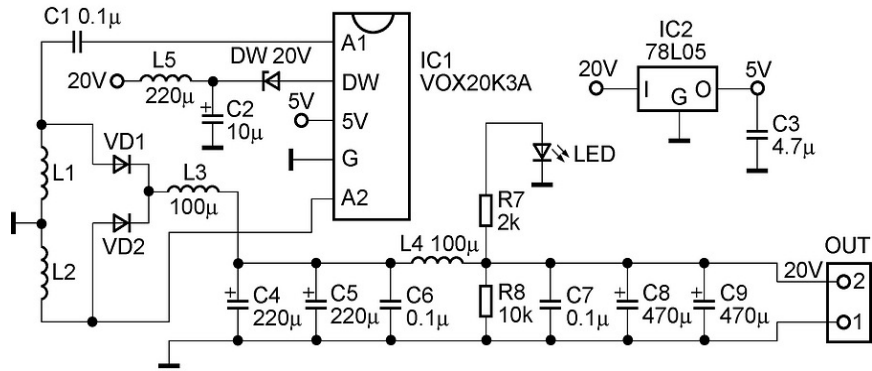 C1 0.1μ
A1
IC1
VOX20K3A
IC2
78L05
L5
DW 20V
20V
220μ
DW
C2
10μ
5V
5V
20V
I
G
O
5V
C3
4.7μ
VD1
G
LED
L1
L3
100μ
A2
R7
2k
VD2
L4 100μ
L2
OUT
20V
2
C4
220μ
C5
220μ
C6
0.1μ
R8
10k
C7
0.1μ
C8
470μ
C9
470μ
1
+
+
+
+
+